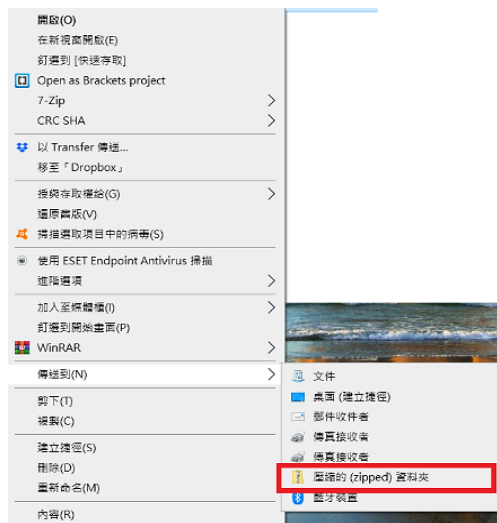 開啟(O)
在新視窗開啟(E)
釘選到 [快速存取]
Open as Brackets project
7-Zip
CRC SHA
以 Transfer 傳送...
移至「Dropbox」
授與存取權給(G)
還原舊版(V)
掃描選取項目中的病毒(S)
使用 ESET Endpoint Antivirus 掃描
進階選項
加入至媒體櫃(I)
釘選到開始畫面(P)
WinRAR
傳送到(N)
剪下(T)
複製(C)
建立捷徑(S)
刪除(D)
重新命名(M)
內容(R)
文件
桌面 (建立捷徑)
郵件收件者
傳真接收者
傳真接收者
壓縮的 (zipped) 資料夾
藍牙裝置